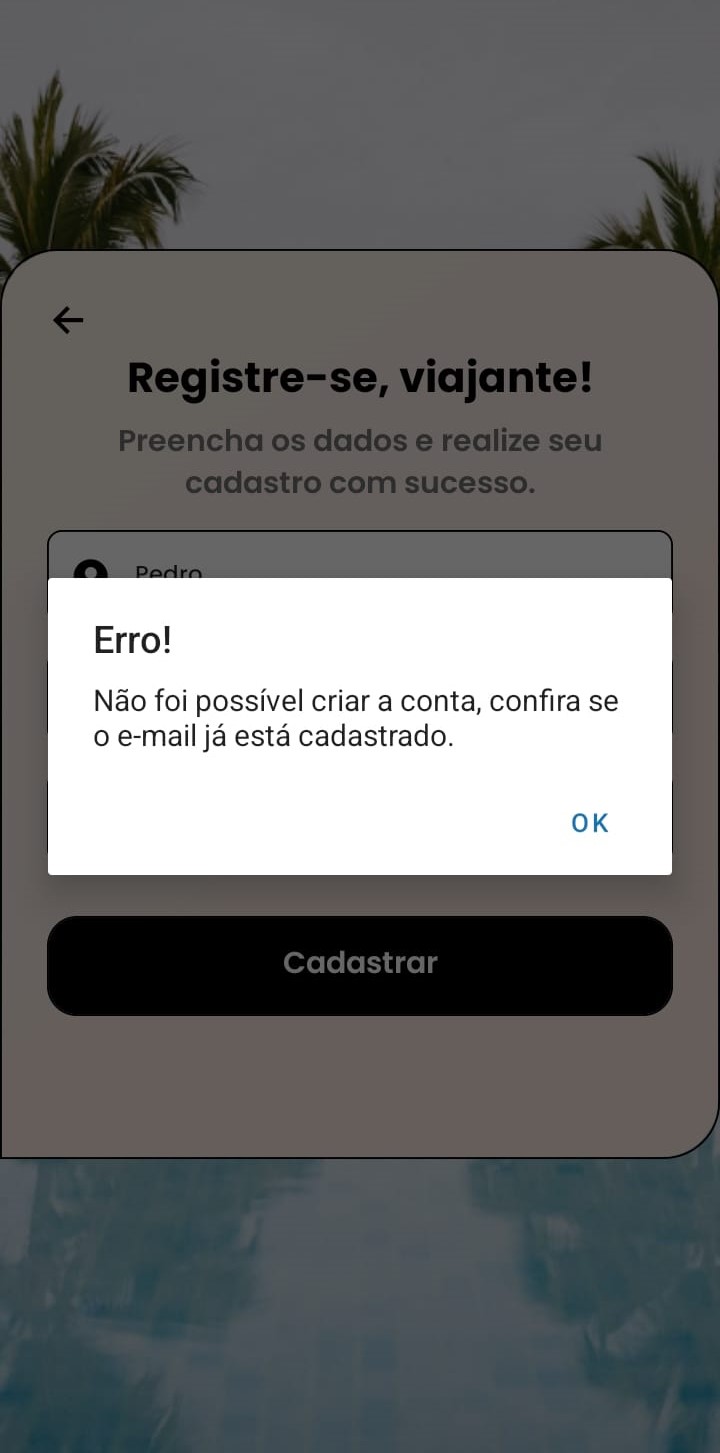 Registre-se, viajante!
Preencha os dados e realize seu
cadastro com sucesso.
Pedro
Erro!
Não foi possível criar a conta, confira se
o e-mail já está cadastrado.
OK
Cadastrar